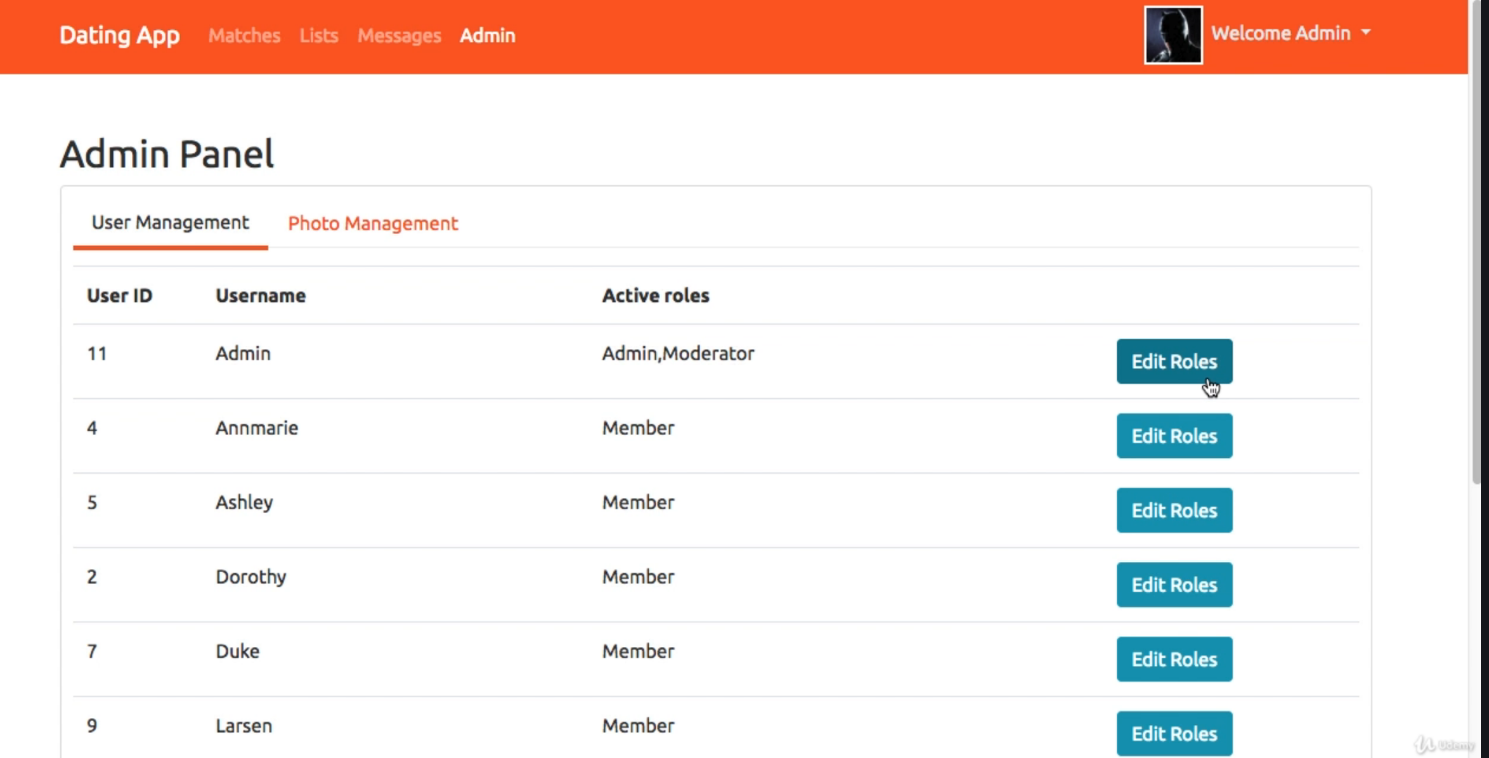 Dating App Matches Lists Messages Admin Welcome Admin
Admin Panel
User Management Photo Management
User ID Username Active roles
11 Admin Admin,Moderator Edit Roles
4 Annmarie Member Edit Roles
5 Ashley Member Edit Roles
2 Dorothy Member Edit Roles
7 Duke Member Edit Roles
9 Larsen Member Edit Roles
Udemy